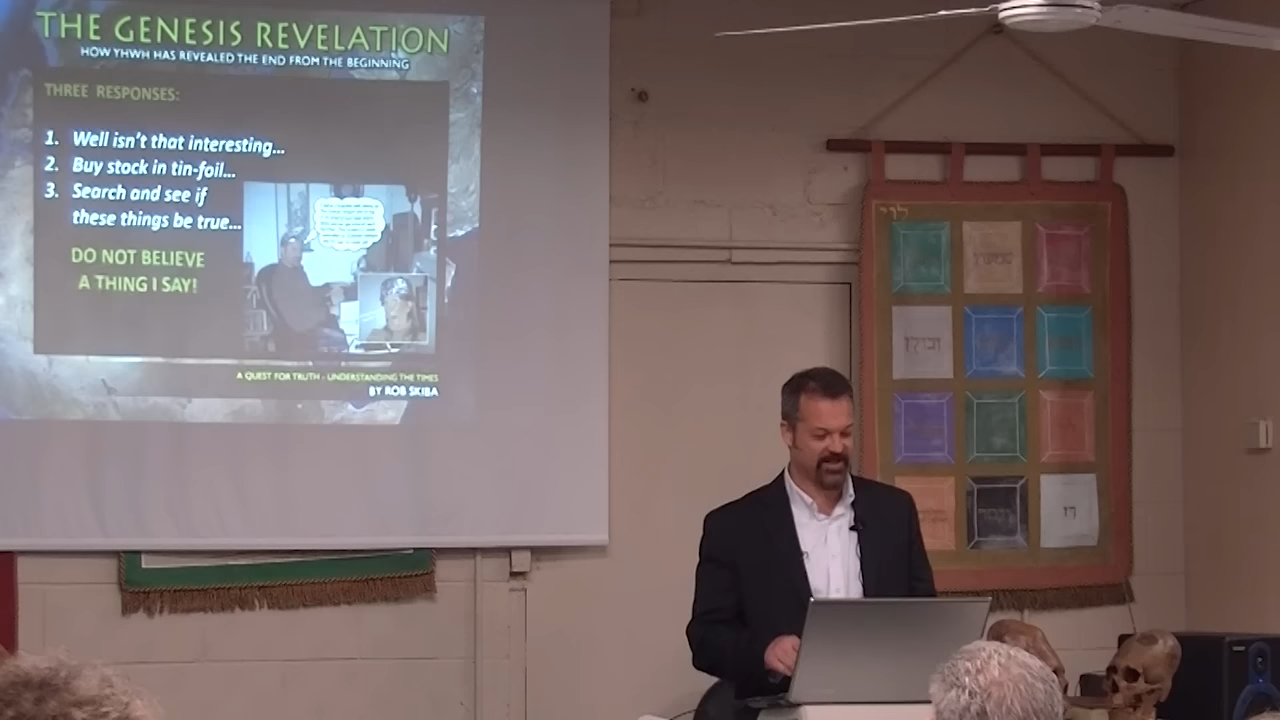 THE GENESIS REVELATION
HOW YHWH HAS REVEALED THE END FROM THE BEGINNING
THREE RESPONSES:
1. Well isn't that interesting...
2. Buy stock in tin-foil...
3. Search and see if
these things be true...
DO NOT BELIEVE
A THING I SAY!
A QUEST FOR TRUTH - UNDERSTANDING THE TIMES
BY ROB SKIBA
לוי